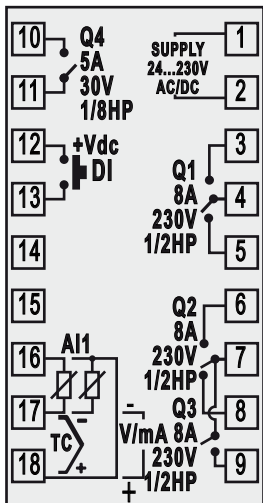 10
11
12
13
14
15
16
17
18
Q4
5A
30V
1/8HP
+Vdc
DI
AI1
TC
-
+
-
V/mA
+
SUPPLY
24...230V
AC/DC
Q1
8A
230V
1/2HP
Q2
8A
230V
1/2HP
Q3
8A
230V
1/2HP
1
2
3
4
5
6
7
8
9